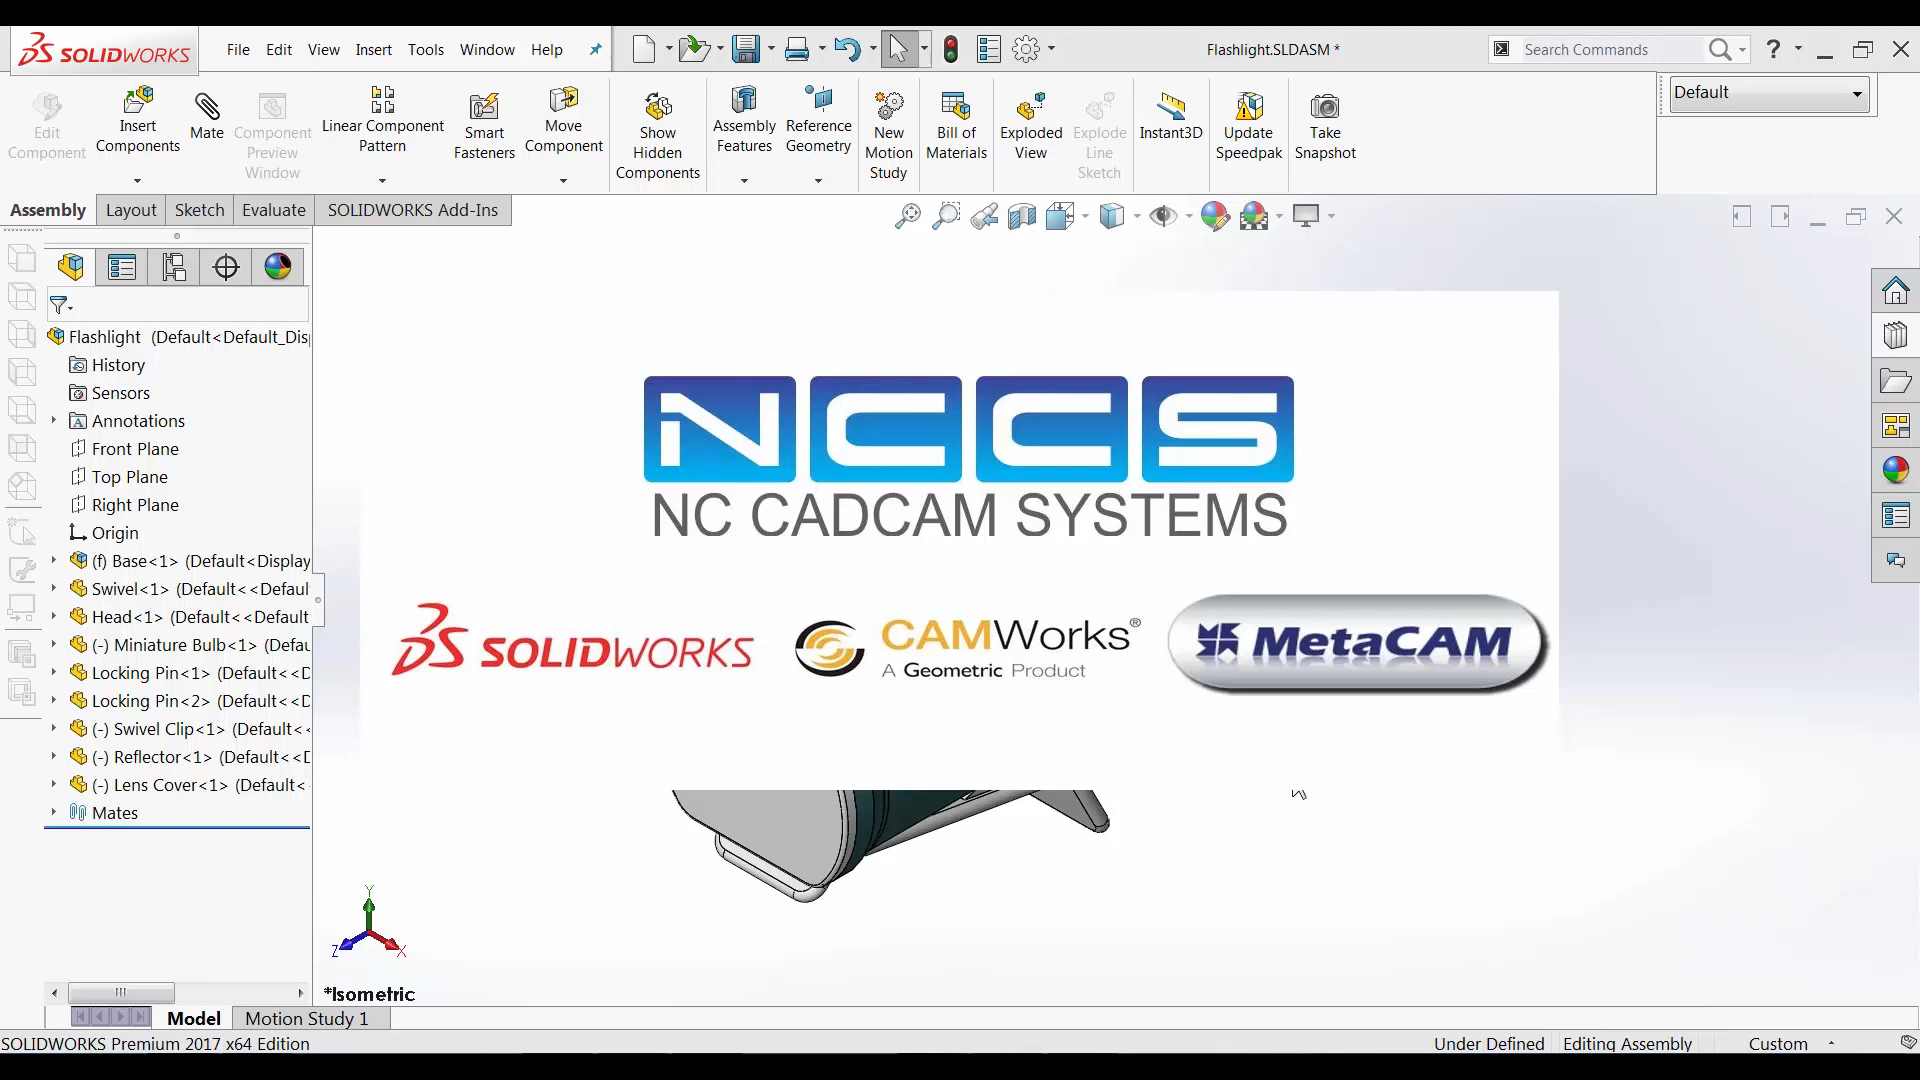 SOLIDWORKS File Edit View Insert Tools Window Help Flashlight.SLDASM * Search Commands ?
Edit Component
Insert Components
Mate
Component Preview Window
Linear Component Pattern
Smart Fasteners
Move Component
Show Hidden Components
Assembly Features
Reference Geometry
New Motion Study
Bill of Materials
Exploded View
Explode Line Sketch
Instant3D
Update Speedpak
Take Snapshot
Default
Assembly Layout Sketch Evaluate SOLIDWORKS Add-Ins
Flashlight (Default<Default_Dis
History
Sensors
Annotations
Front Plane
Top Plane
Right Plane
Origin
(f) Base<1> (Default<Display
Swivel<1> (Default<<Defaul
Head<1> (Default<<Default
(-) Miniature Bulb<1> (Defau
Locking Pin<1> (Default<<D
Locking Pin<2> (Default<<D
(-) Swivel Clip<1> (Default<<
(-) Reflector<1> (Default<<D
(-) Lens Cover<1> (Default<
Mates
NCCS
NC CADCAM SYSTEMS
SOLIDWORKS
CAMWorks®
A Geometric Product
MetaCAM
Y
Z
X
*Isometric
Model Motion Study 1
SOLIDWORKS Premium 2017 x64 Edition Under Defined Editing Assembly Custom